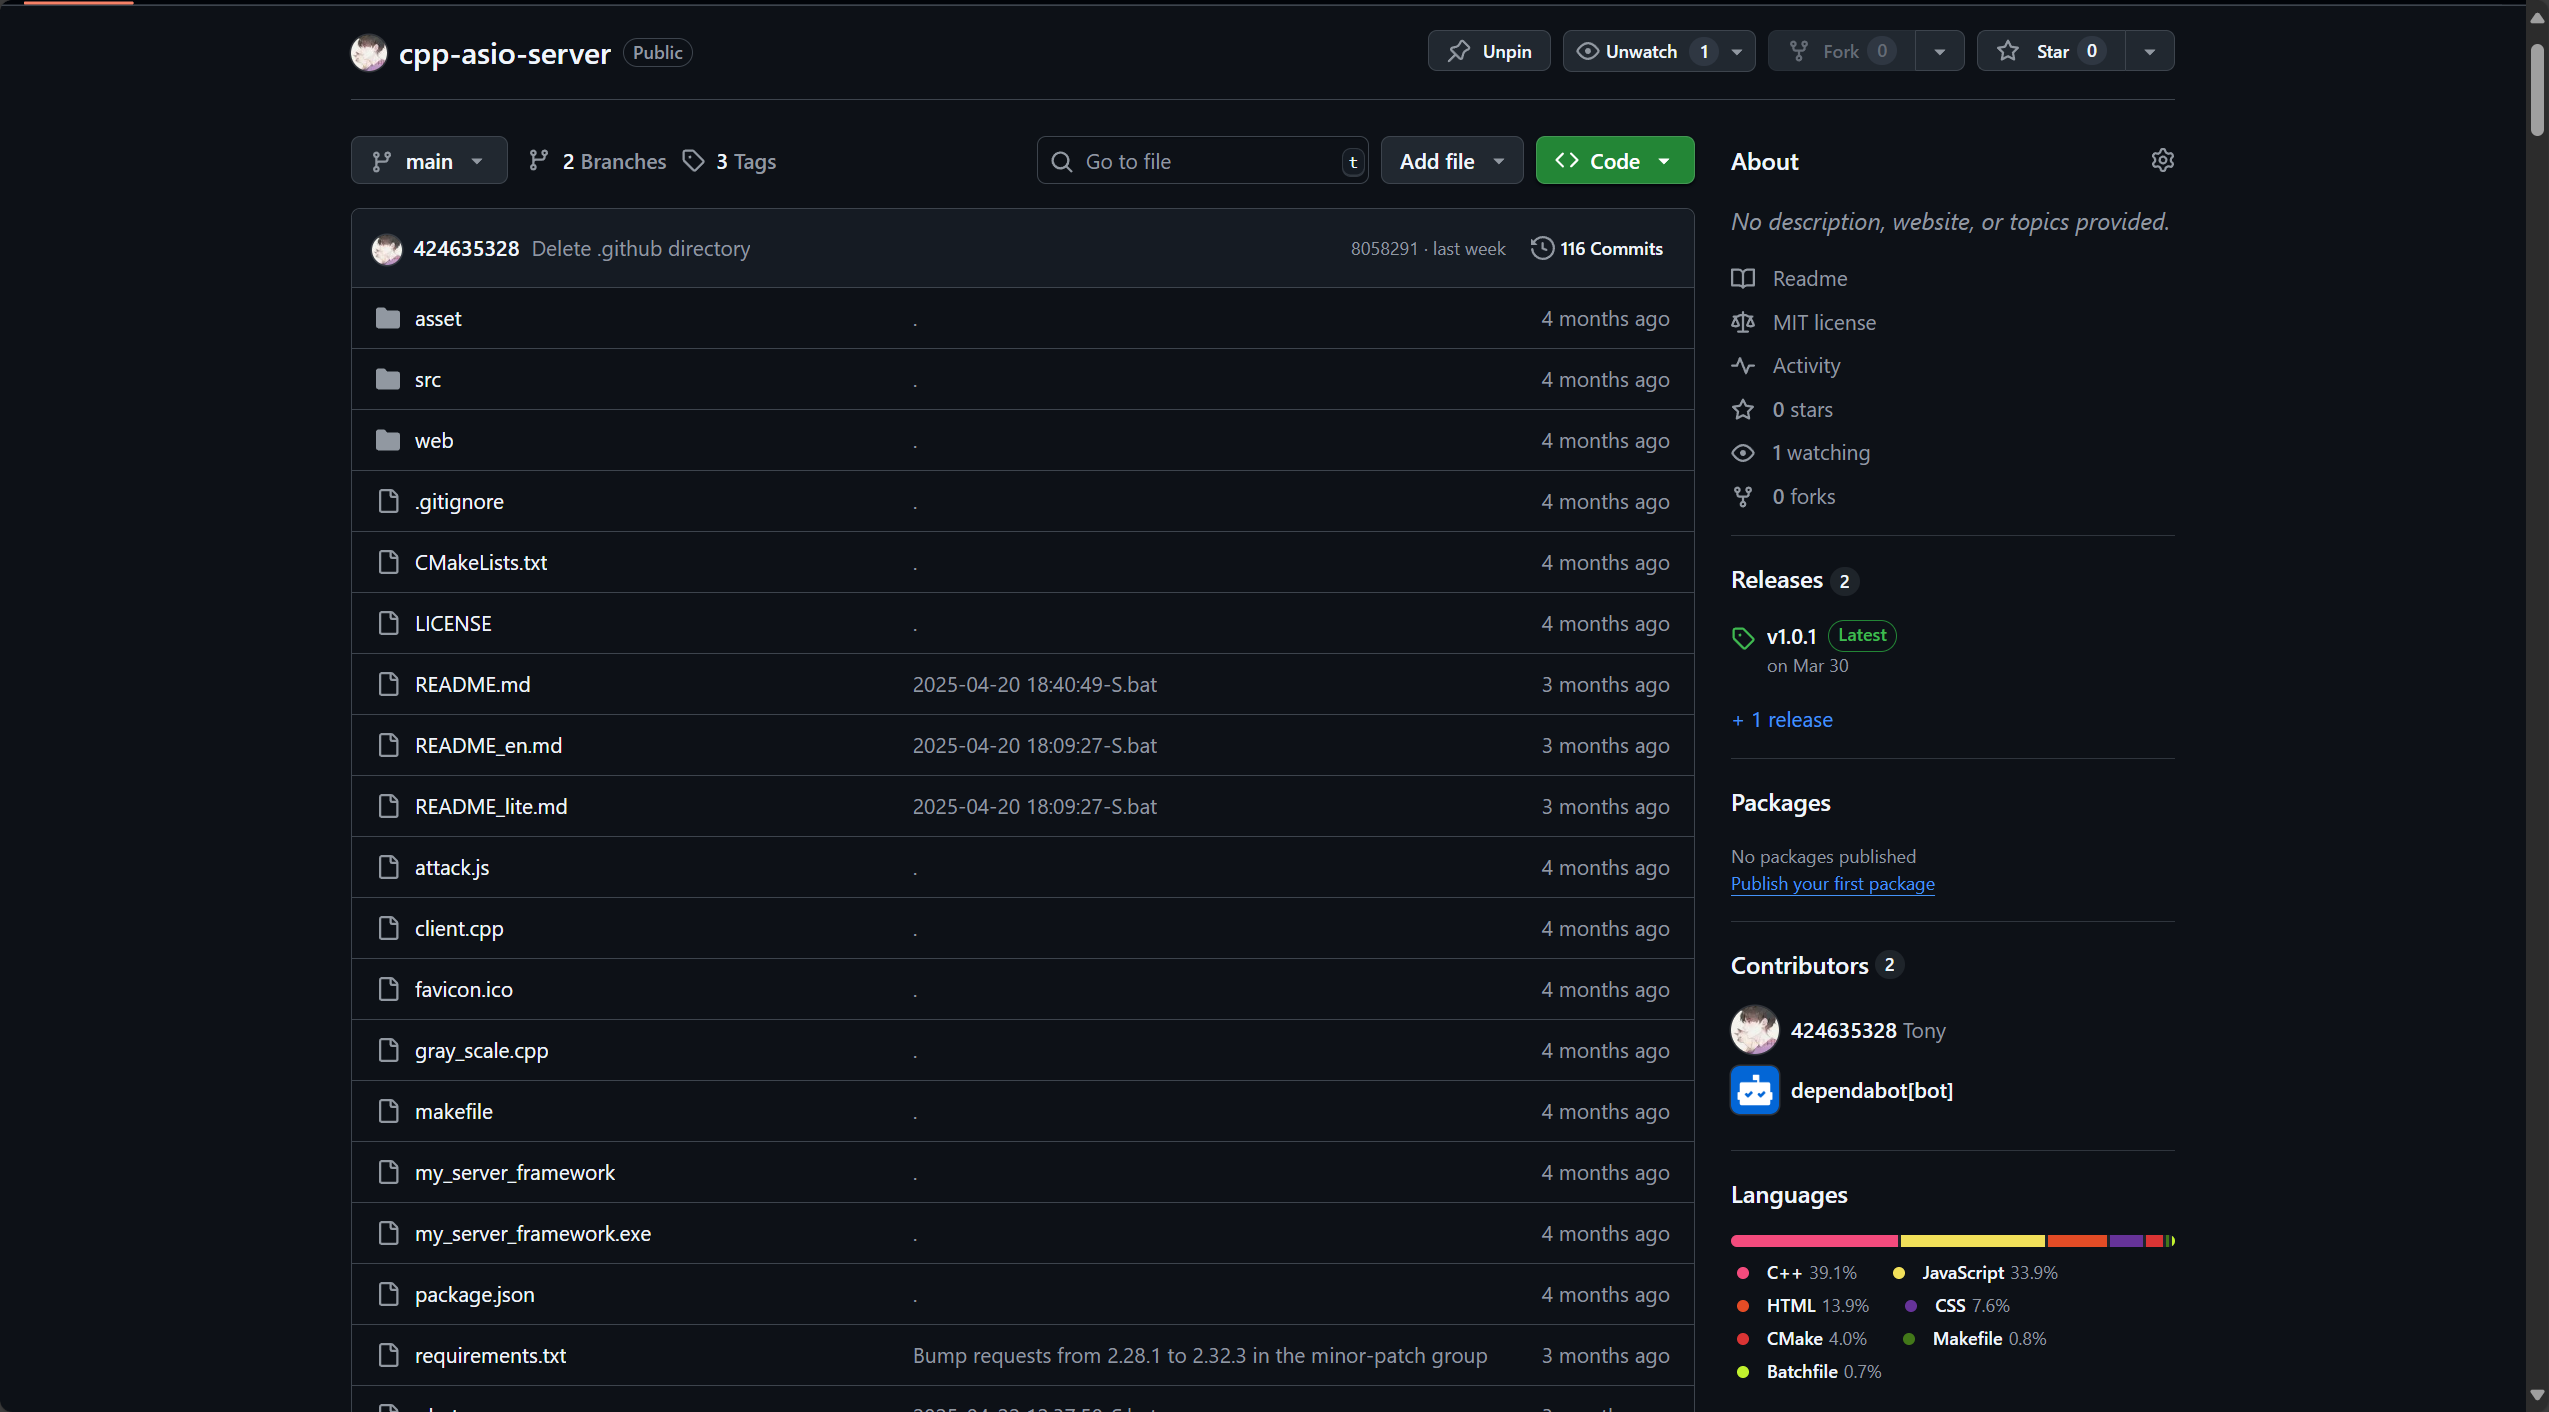 cpp-asio-server Public
Unpin Unwatch 1 Fork 0 Star 0
main 2 Branches 3 Tags Go to file t Add file Code
424635328 Delete .github directory 8058291 · last week 116 Commits
asset . 4 months ago
src . 4 months ago
web . 4 months ago
.gitignore . 4 months ago
CMakeLists.txt . 4 months ago
LICENSE . 4 months ago
README.md 2025-04-20 18:40:49-S.bat 3 months ago
README_en.md 2025-04-20 18:09:27-S.bat 3 months ago
README_lite.md 2025-04-20 18:09:27-S.bat 3 months ago
attack.js . 4 months ago
client.cpp . 4 months ago
favicon.ico . 4 months ago
gray_scale.cpp . 4 months ago
makefile . 4 months ago
my_server_framework . 4 months ago
my_server_framework.exe . 4 months ago
package.json . 4 months ago
requirements.txt Bump requests from 2.28.1 to 2.32.3 in the minor-patch group 3 months ago
About
No description, website, or topics provided.
Readme
MIT license
Activity
0 stars
1 watching
0 forks
Releases 2
v1.0.1 Latest
on Mar 30
+ 1 release
Packages
No packages published
Publish your first package
Contributors 2
424635328 Tony
dependabot[bot]
Languages
C++ 39.1% JavaScript 33.9%
HTML 13.9% CSS 7.6%
CMake 4.0% Makefile 0.8%
Batchfile 0.7%